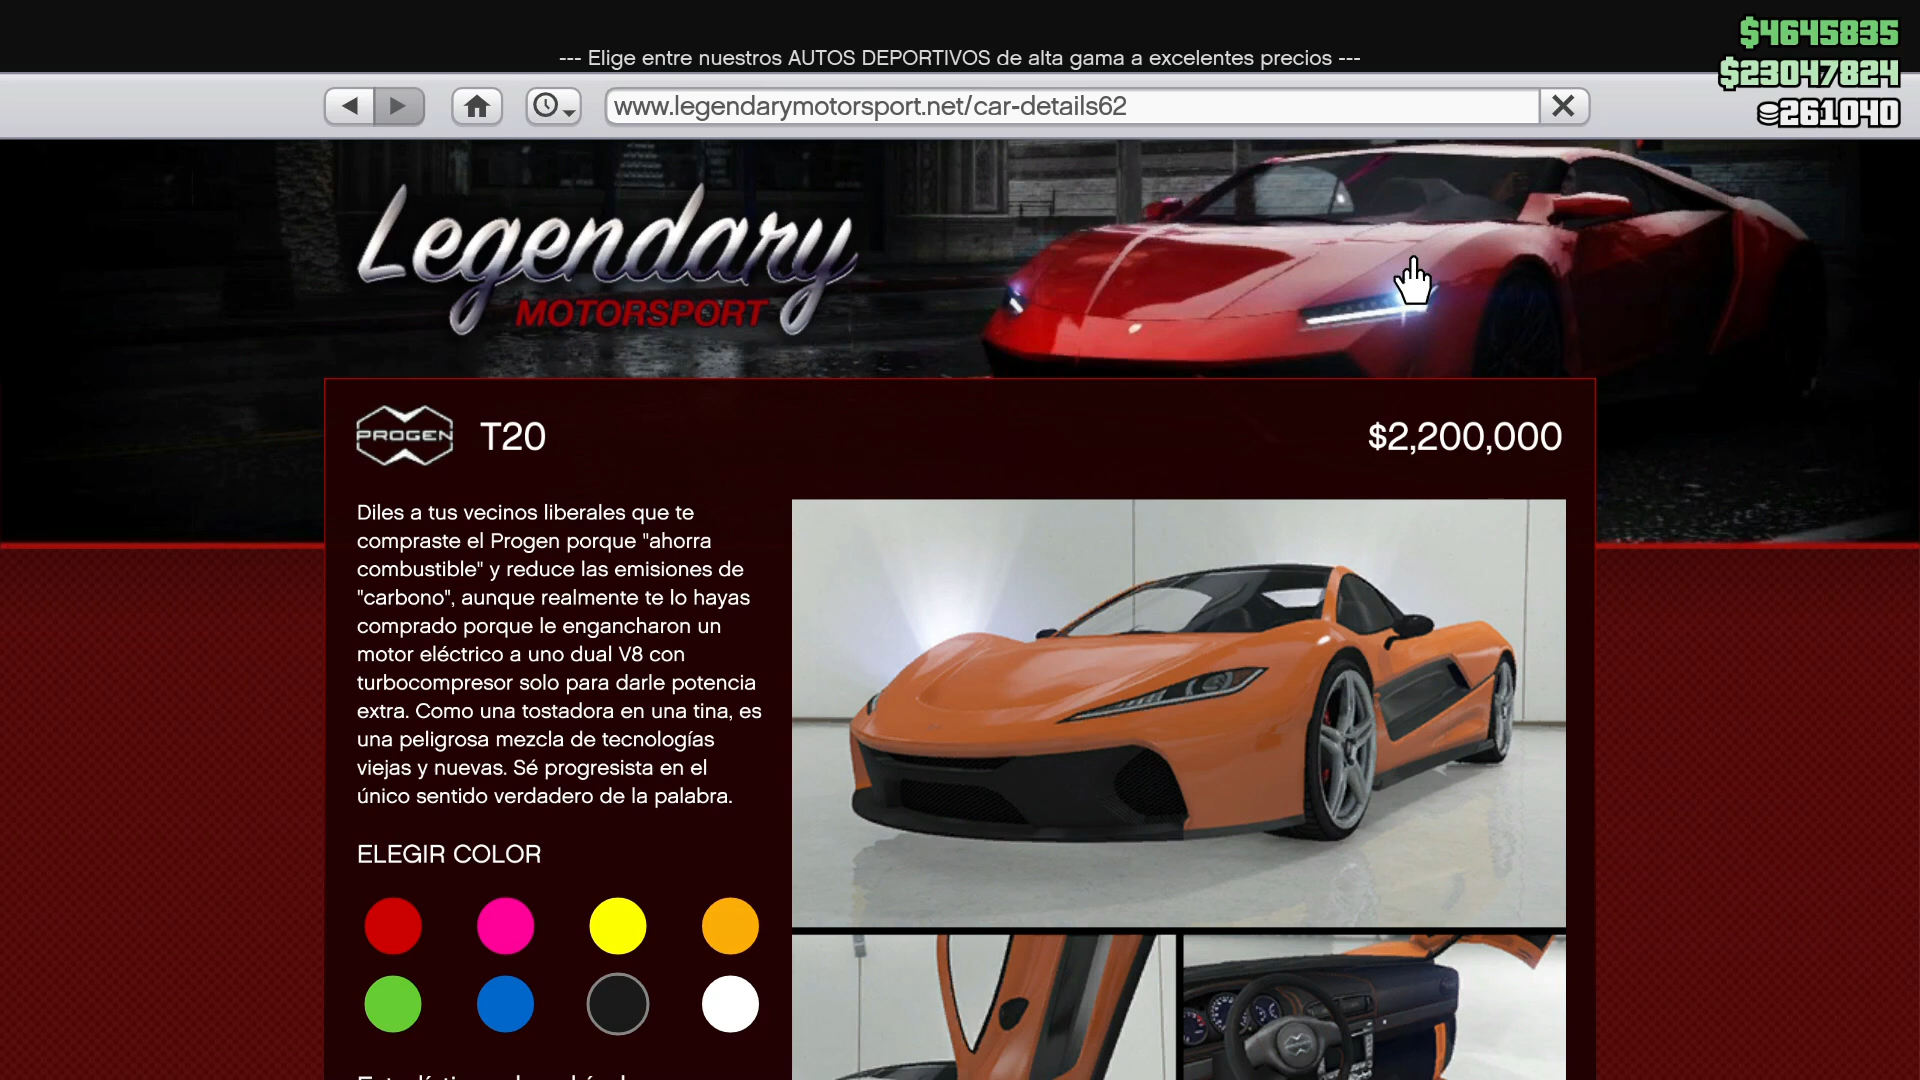 $4645835
--- Elige entre nuestros AUTOS DEPORTIVOS de alta gama a excelentes precios ---
$23047824
www.legendarymotorsport.net/car-details62
261040
Legendary
MOTORSPORT
PROGEN T20 $2,200,000
Diles a tus vecinos liberales que te
compraste el Progen porque "ahorra
combustible" y reduce las emisiones de
"carbono", aunque realmente te lo hayas
comprado porque le engancharon un
motor eléctrico a uno dual V8 con
turbocompresor solo para darle potencia
extra. Como una tostadora en una tina, es
una peligrosa mezcla de tecnologías
viejas y nuevas. Sé progresista en el
único sentido verdadero de la palabra.
ELEGIR COLOR